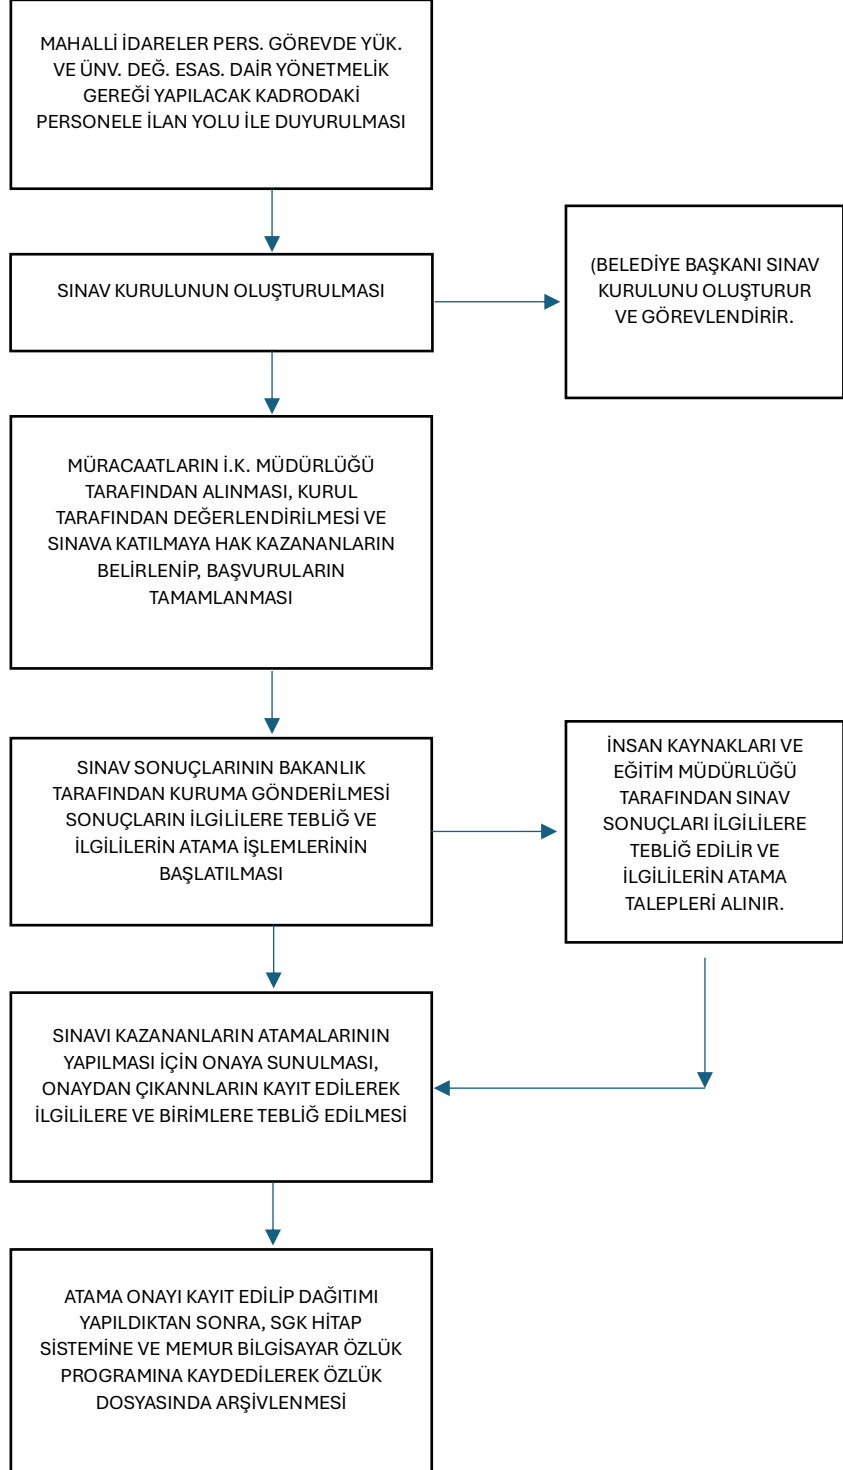 MAHALLİ İDARELER PERS. GÖREVDE YÜK.
VE ÜNV. DEĞ. ESAS. DAİR YÖNETMELİK
GEREĞİ YAPILACAK KADRODAKİ
PERSONELE İLAN YOLU İLE DUYURULMASI
SINAV KURULUNUN OLUŞTURULMASI
(BELEDİYE BAŞKANI SINAV
KURULUNU OLUŞTURUR
VE GÖREVLENDİRİR.
MÜRACAATLARIN İ.K. MÜDÜRLÜĞÜ
TARAFINDAN ALINMASI, KURUL
TARAFINDAN DEĞERLENDİRİLMESİ VE
SINAVA KATILMAYA HAK KAZANANLARIN
BELİRLENİP, BAŞVURULARIN
TAMAMLANMASI
SINAV SONUÇLARININ BAKANLIK
TARAFINDAN KURUMA GÖNDERİLMESİ
SONUÇLARIN İLGİLİLERE TEBLİĞ VE
İLGİLİLERİN ATAMA İŞLEMLERİNİN
BAŞLATILMASI
İNSAN KAYNAKLARI VE
EĞİTİM MÜDÜRLÜĞÜ
TARAFINDAN SINAV
SONUÇLARI İLGİLİLERE
TEBLİĞ EDİLİR VE
İLGİLİLERİN ATAMA
TALEPLERİ ALINIR.
SINAVI KAZANANLARIN ATAMALARININ
YAPILMASI İÇİN ONAYA SUNULMASI,
ONAYDAN ÇIKANNLARIN KAYIT EDİLEREK
İLGİLİLERE VE BİRİMLERE TEBLİĞ EDİLMESİ
ATAMA ONAYI KAYIT EDİLİP DAĞITIMI
YAPILDIKTAN SONRA, SGK HİTAP
SİSTEMİNE VE MEMUR BİLGİSAYAR ÖZLÜK
PROGRAMINA KAYDEDİLEREK ÖZLÜK
DOSYASINDA ARŞİVLENMESİ